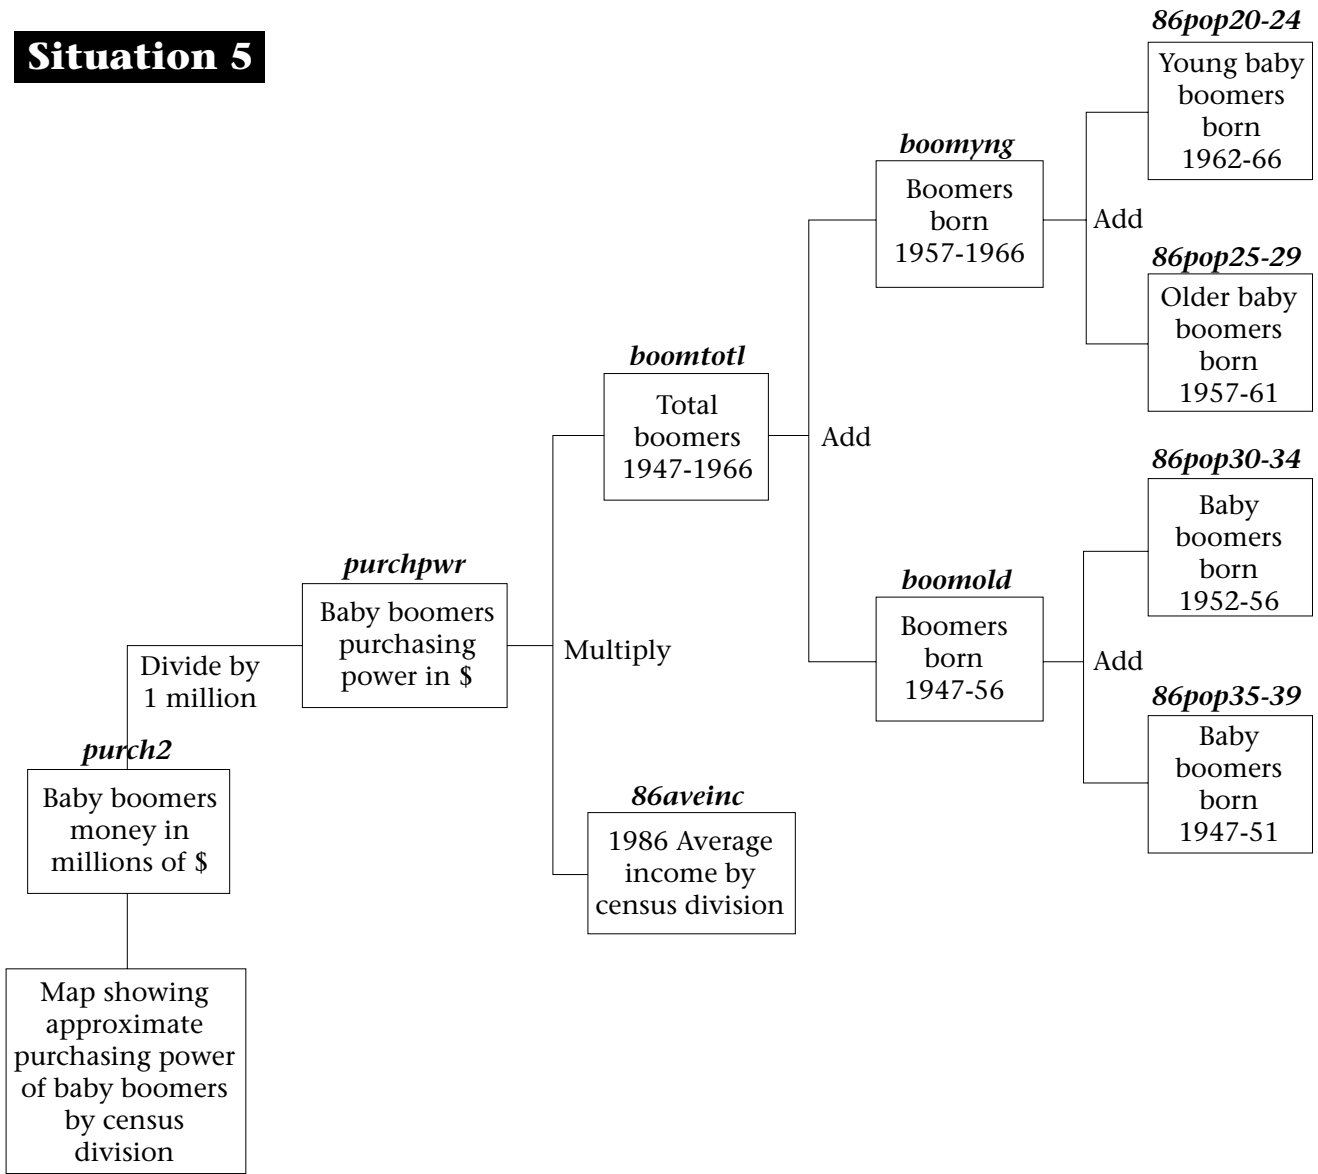 Situation 5
86pop20-24
Young baby
boomers
born
1962-66
boomyng
Boomers
born
1957-1966
Add
86pop25-29
Older baby
boomers
born
1957-61
boomtotl
Total
boomers
1947-1966
Add
86pop30-34
Baby
boomers
born
1952-56
purchpwr
Baby boomers
purchasing
power in $
Multiply
boomold
Boomers
born
1947-56
Add
86pop35-39
Baby
boomers
born
1947-51
Divide by
1 million
purch2
Baby boomers
money in
millions of $
86aveinc
1986 Average
income by
census division
Map showing
approximate
purchasing power
of baby boomers
by census
division